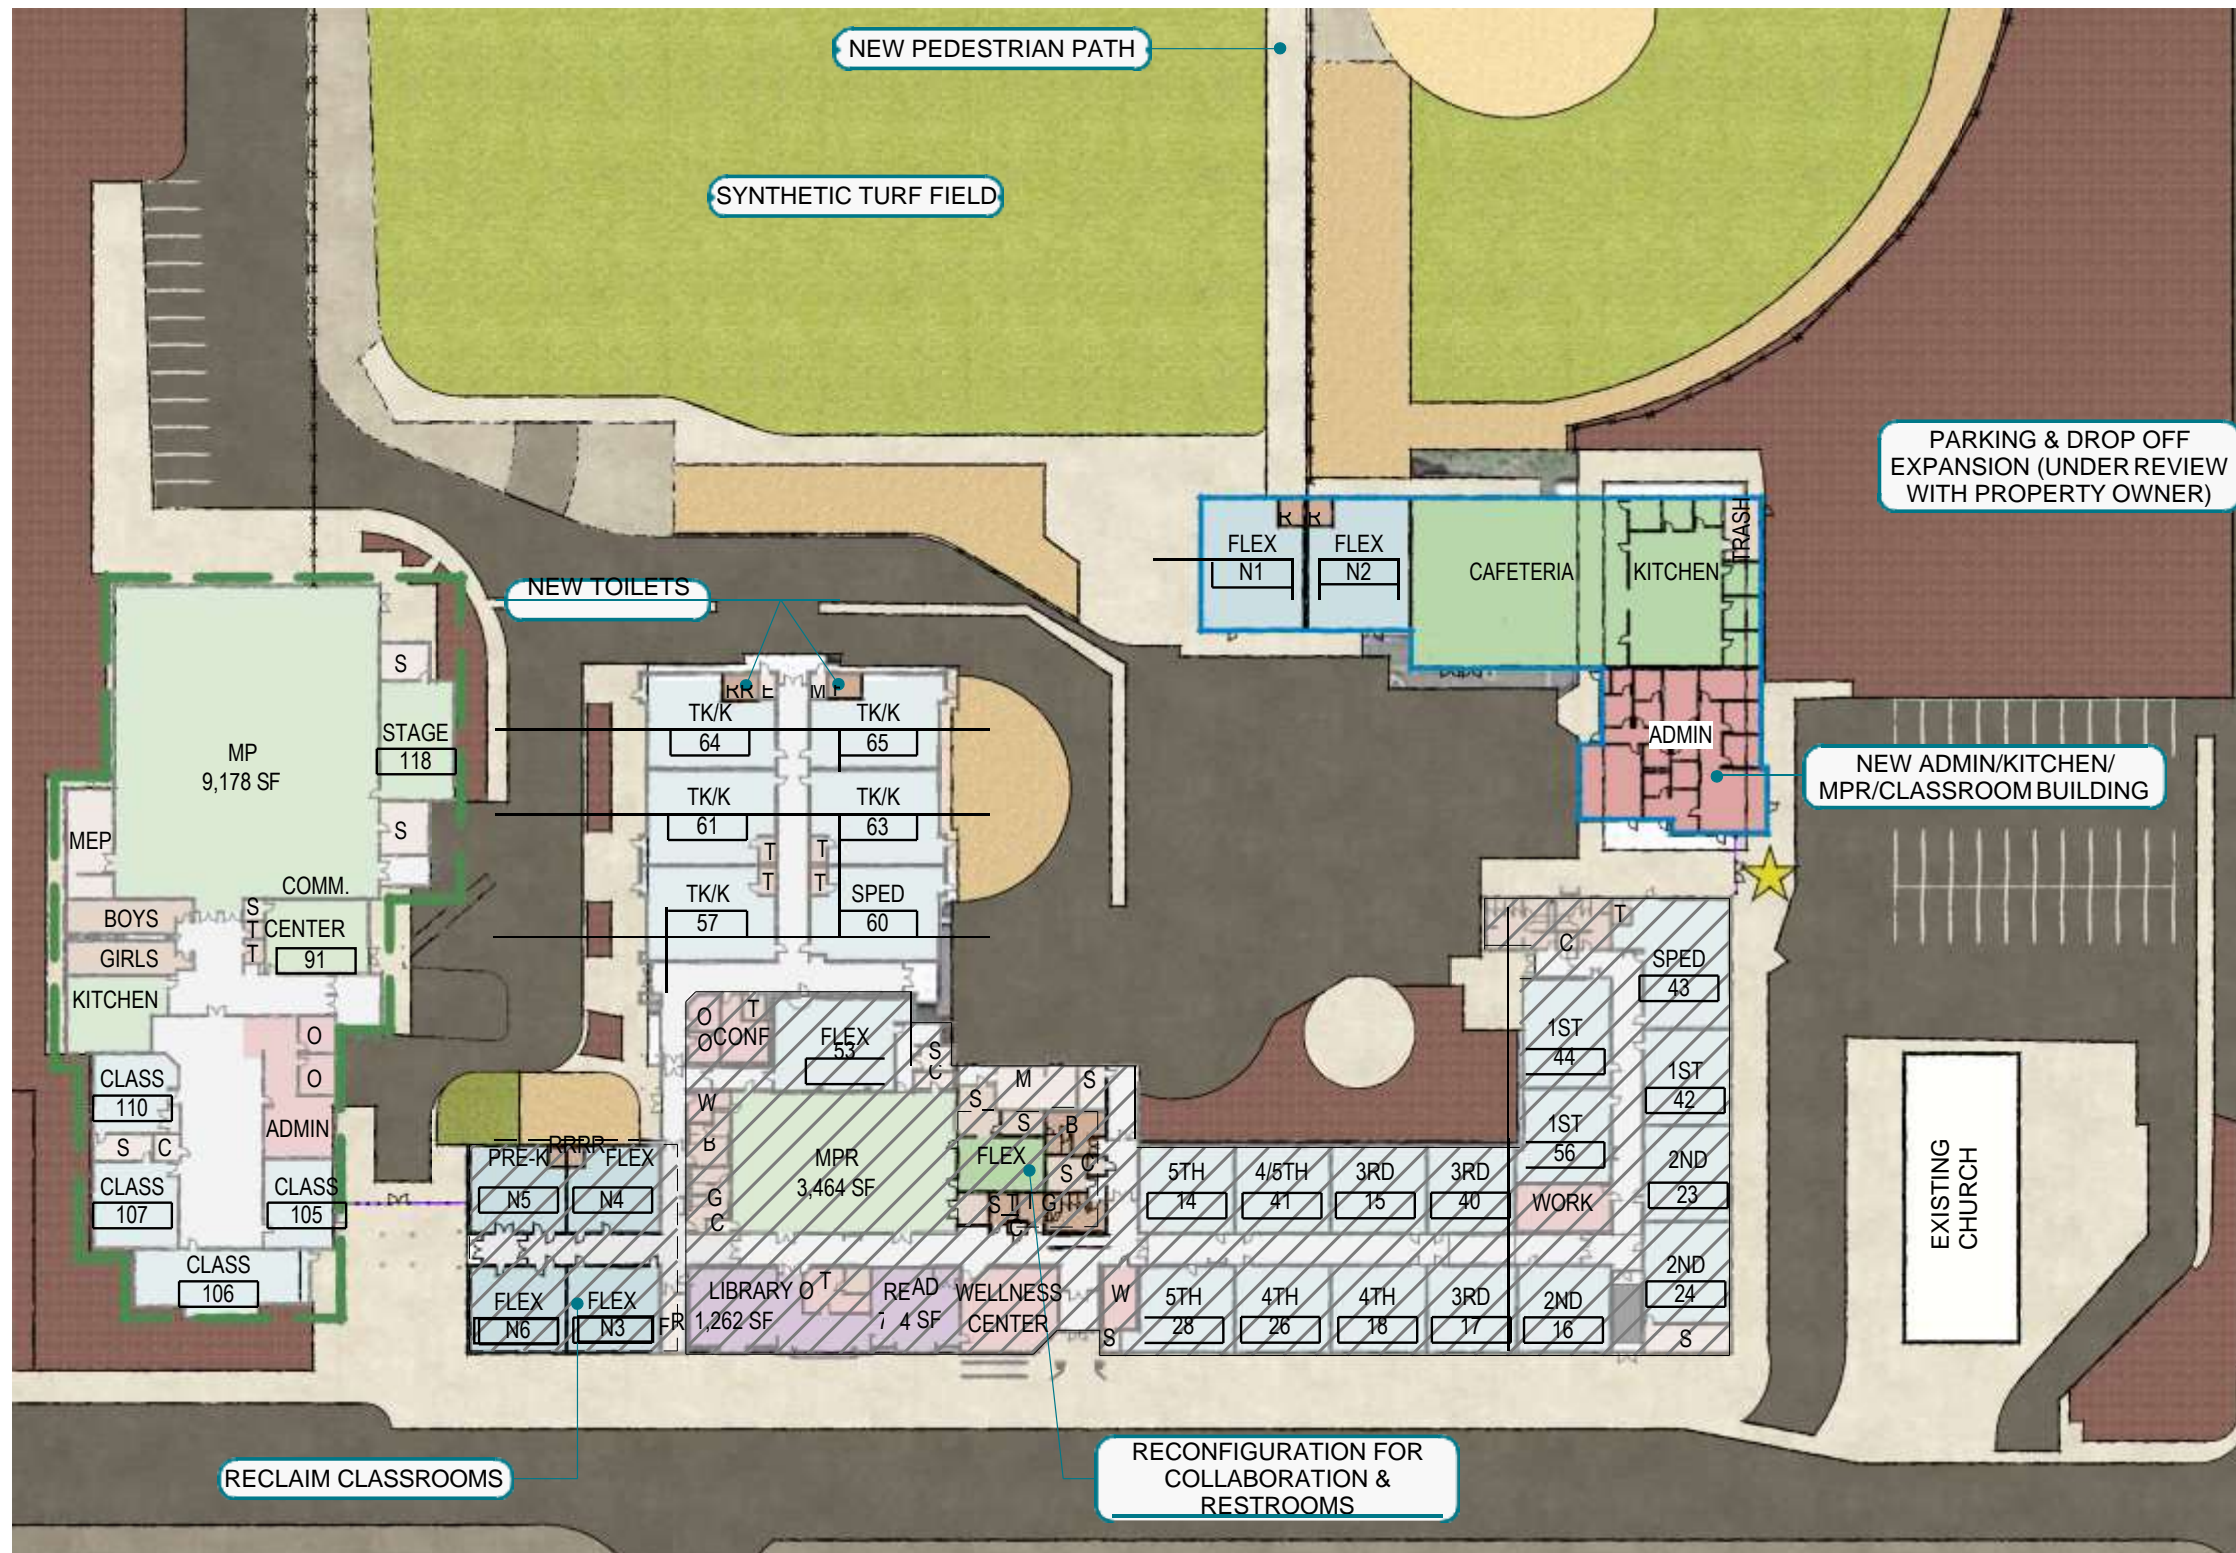 NEW PEDESTRIAN PATH
SYNTHETIC TURF FIELD
PARKING & DROP OFF
EXPANSION (UNDER REVIEW
WITH PROPERTY OWNER)
R R
FLEX
N1
FLEX
N2
CAFETERIA
KITCHEN
TRASH
ADMIN
NEW ADMIN/KITCHEN/
MPR/CLASSROOM BUILDING
NEW TOILETS
MP
9,178 SF
S
STAGE
118
S
MEP
COMM.
CENTER
91
S
T
T
BOYS
GIRLS
KITCHEN
O
O
ADMIN
CLASS
110
S
C
CLASS
107
CLASS
105
CLASS
106
RR
E
M
TK/K
64
TK/K
65
TK/K
61
TK/K
63
T
T
T
T
TK/K
57
SPED
60
O
O
CONF
T
FLEX
53
S
C
W
B
G
C
MPR
3,464 SF
M
S
S
S
B
FLEX
S
C
S
T
T
G
C
RRRR
PRE-K
N5
FLEX
N4
FLEX
N6
FLEX
N3
FR
LIBRARY
1,262 SF
O
T
READ
4 SF
WELLNESS
CENTER
W
S
5TH
14
4/5TH
41
3RD
15
3RD
40
5TH
28
4TH
26
4TH
18
3RD
17
2ND
16
WORK
T
C
SPED
43
1ST
44
1ST
42
1ST
56
2ND
23
2ND
24
S
EXISTING
CHURCH
RECLAIM CLASSROOMS
RECONFIGURATION FOR
COLLABORATION &
RESTROOMS